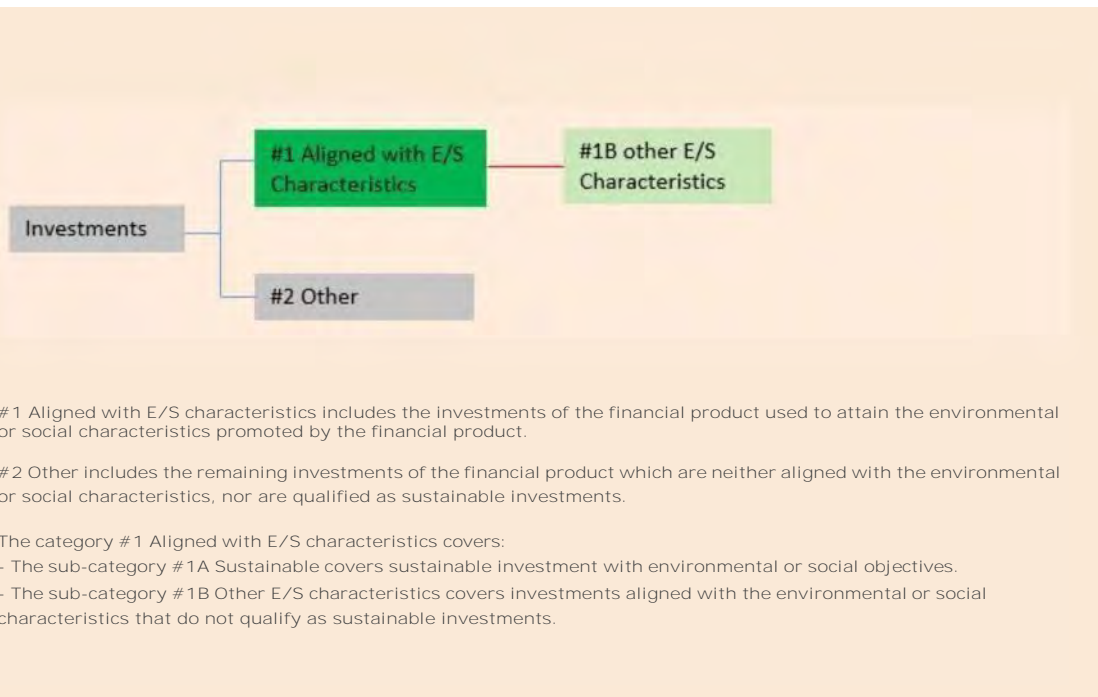 #1 Aligned with E/S
Characteristics
#1B other E/S
Characteristics
Investments
#2 Other
#1 Aligned with E/S characteristics includes the investments of the financial product used to attain the environmental
or social characteristics promoted by the financial product.
#2 Other includes the remaining investments of the financial product which are neither aligned with the environmental
or social characteristics, nor are qualified as sustainable investments.
The category #1 Aligned with E/S characteristics covers:
- The sub-category #1A Sustainable covers sustainable investment with environmental or social objectives.
- The sub-category #1B Other E/S characteristics covers investments aligned with the environmental or social
characteristics that do not qualify as sustainable investments.